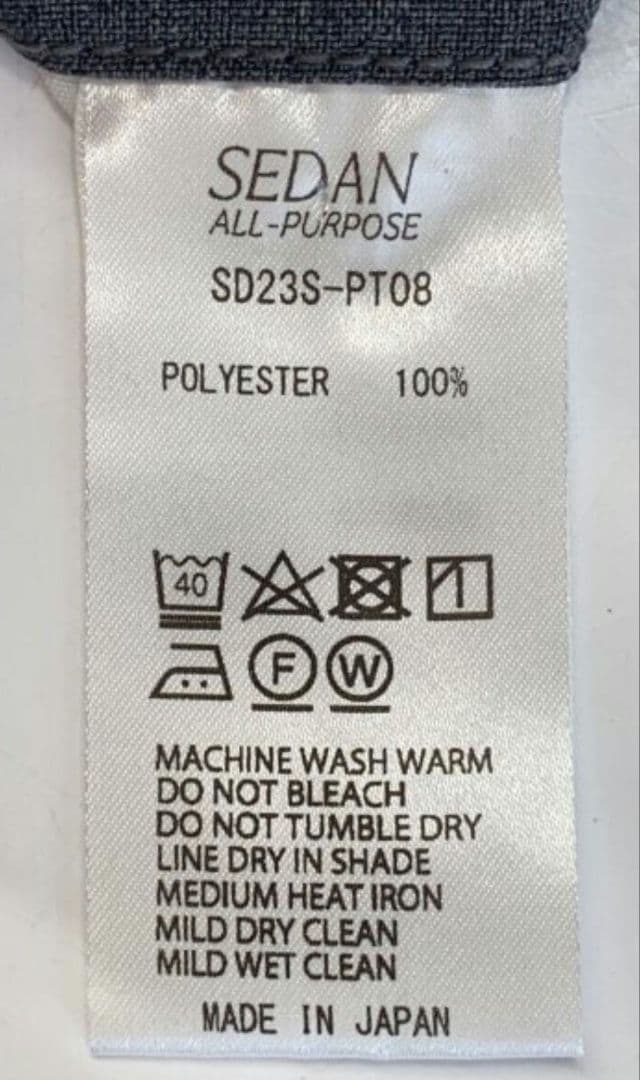 SEDAN
ALL-PURPOSE
SD23S-PT08
POLYESTER 100%
40
F W
MACHINE WASH WARM
DO NOT BLEACH
DO NOT TUMBLE DRY
LINE DRY IN SHADE
MEDIUM HEAT IRON
MILD DRY CLEAN
MILD WET CLEAN
MADE IN JAPAN